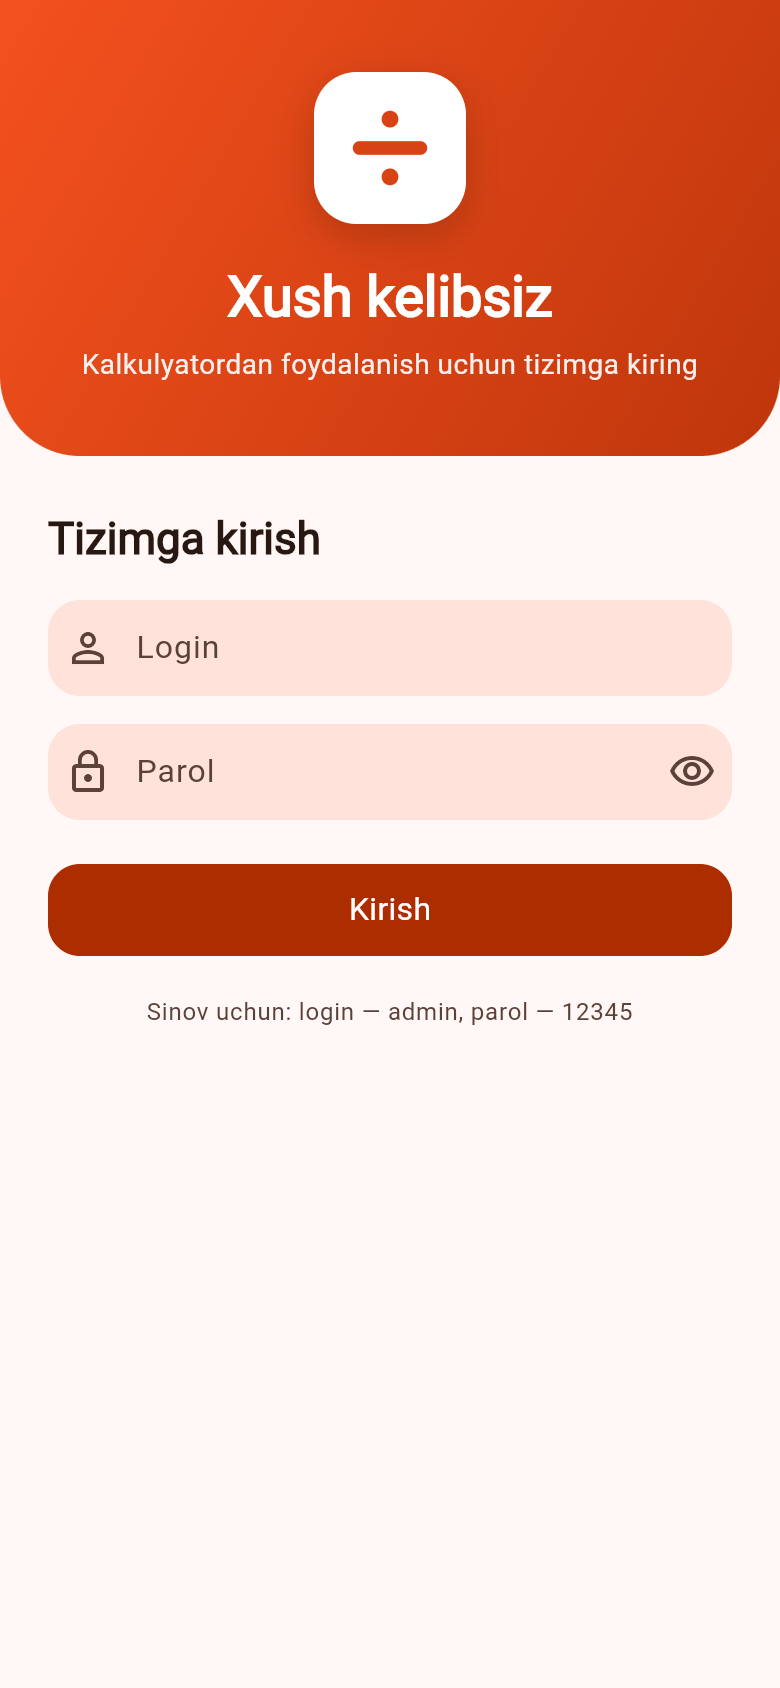 Xush kelibsiz
Kalkulyatordan foydalanish uchun tizimga kiring
Tizimga kirish
Login
Parol
Kirish
Sinov uchun: login — admin, parol — 12345